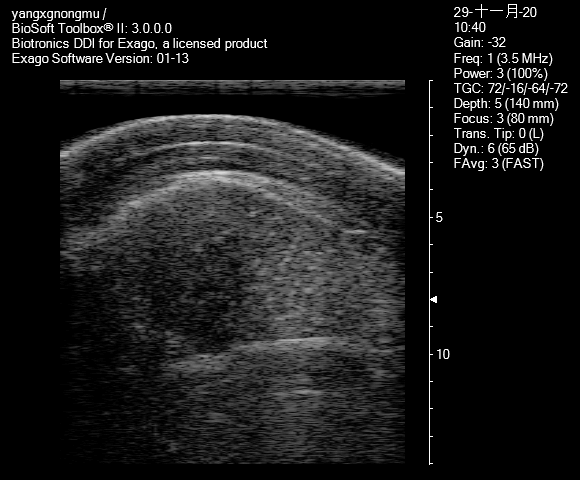 yangxgnongmu /
BioSoft Toolbox® II: 3.0.0.0
Biotronics DDI for Exago, a licensed product
Exago Software Version: 01-13
29-十一月-20
10:40
Gain: -32
Freq: 1 (3.5 MHz)
Power: 3 (100%)
TGC: 72/-16/-64/-72
Depth: 5 (140 mm)
Focus: 3 (80 mm)
Trans. Tip: 0 (L)
Dyn.: 6 (65 dB)
FAvg: 3 (FAST)
5
10